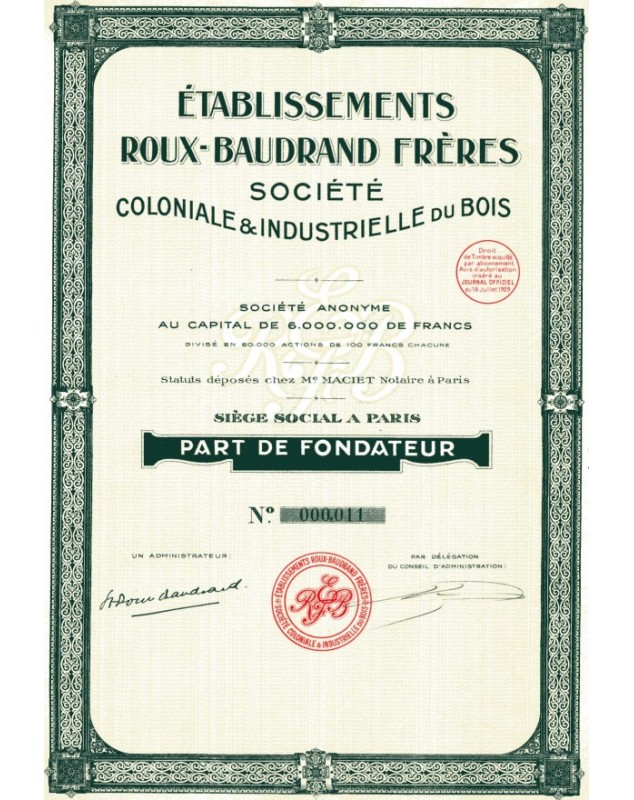 ÉTABLISSEMENTS
ROUX-BAUDRAND FRÈRES
SOCIÉTÉ
COLONIALE & INDUSTRIELLE DU BOIS
Droit
de Timbre acquitté
par abonnement.
Avis d'autorisation
inséré au
JOURNAL OFFICIEL
du 18 Juillet 1929
SOCIÉTÉ ANONYME
AU CAPITAL DE 6.000.000 DE FRANCS
DIVISÉ EN 60.000 ACTIONS DE 100 FRANCS CHACUNE
Statuts déposés chez Me MACIET Notaire à Paris
SIÈGE SOCIAL A PARIS
PART DE FONDATEUR
No. 000,011
UN ADMINISTRATEUR:
PAR DÉLÉGATION
DU CONSEIL D'ADMINISTRATION:
ÉTABLISSEMENTS ROUX-BAUDRAND FRÈRES
SOCIÉTÉ COLONIALE & INDUSTRIELLE DU BOIS
ERFB